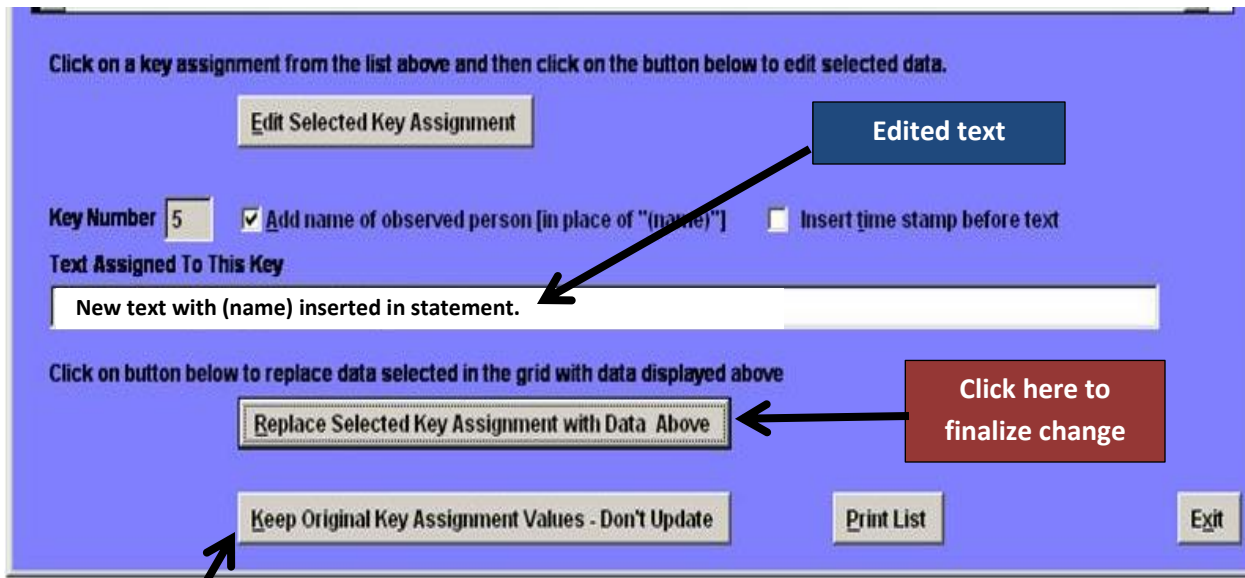 Click on a key assignment from the list above and then click on the button below to edit selected data.
Edit Selected Key Assignment
Edited text
Key Number 5 Add name of observed person [in place of "(name)"] Insert time stamp before text
Text Assigned To This Key
New text with (name) inserted in statement.
Click on button below to replace data selected in the grid with data displayed above
Replace Selected Key Assignment with Data Above
Click here to
finalize change
Keep Original Key Assignment Values - Don't Update Print List Exit